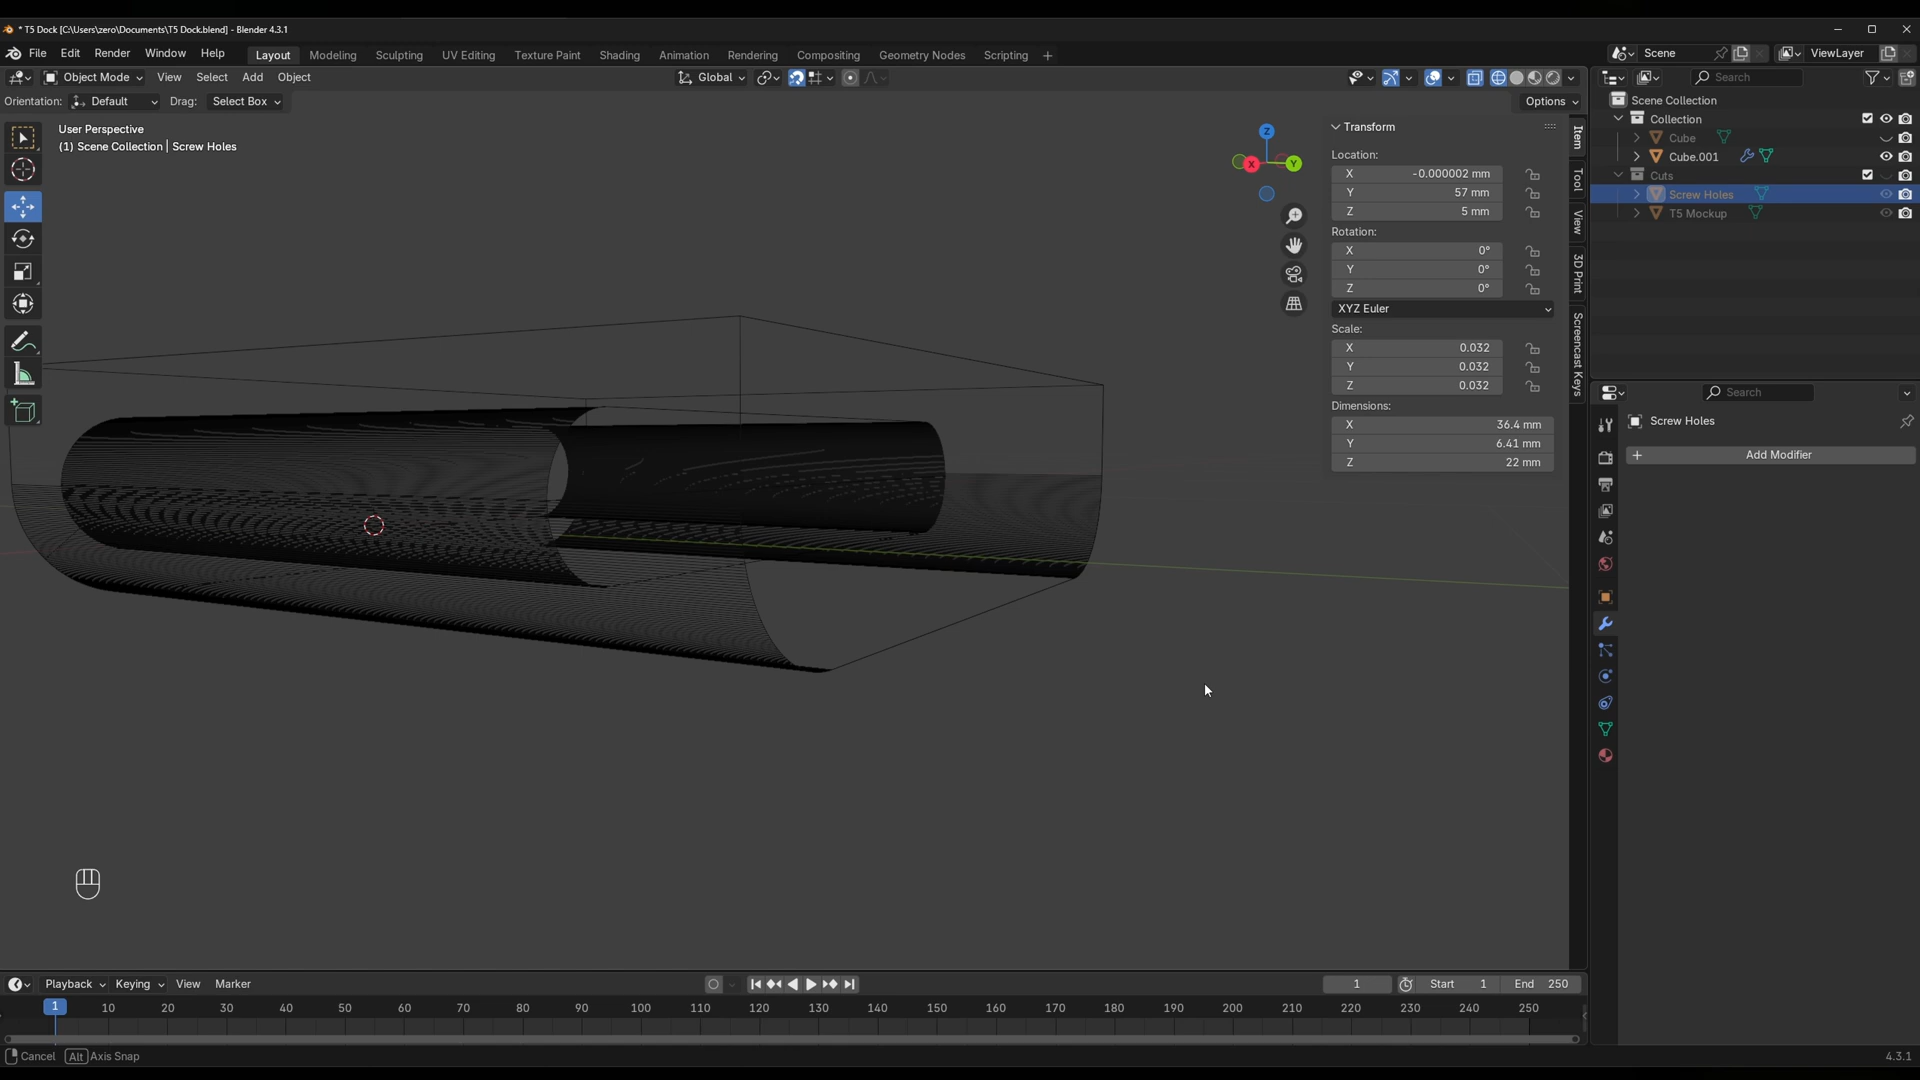 * T5 Dock [C:\Users\zero\Documents\T5 Dock.blend] - Blender 4.3.1
File Edit Render Window Help Layout Modeling Sculpting UV Editing Texture Paint Shading Animation Rendering Compositing Geometry Nodes Scripting + Scene ViewLayer
Object Mode View Select Add Object Global Search
Orientation: Default Drag: Select Box Options
User Perspective
(1) Scene Collection | Screw Holes
Z
X
Y
Transform
Location:
X -0.000002 mm
Y 57 mm
Z 5 mm
Rotation:
X 0°
Y 0°
Z 0°
XYZ Euler
Scale:
X 0.032
Y 0.032
Z 0.032
Dimensions:
X 36.4 mm
Y 6.41 mm
Z 22 mm
Item
Tool
View
3D Print
Screencast Keys
Scene Collection
Collection
Cube
Cube.001
Cuts
Screw Holes
T5 Mockup
Search
Screw Holes
+ Add Modifier
Playback Keying View Marker 1 Start 1 End 250
1 10 20 30 40 50 60 70 80 90 100 110 120 130 140 150 160 170 180 190 200 210 220 230 240 250
Cancel Alt Axis Snap 4.3.1